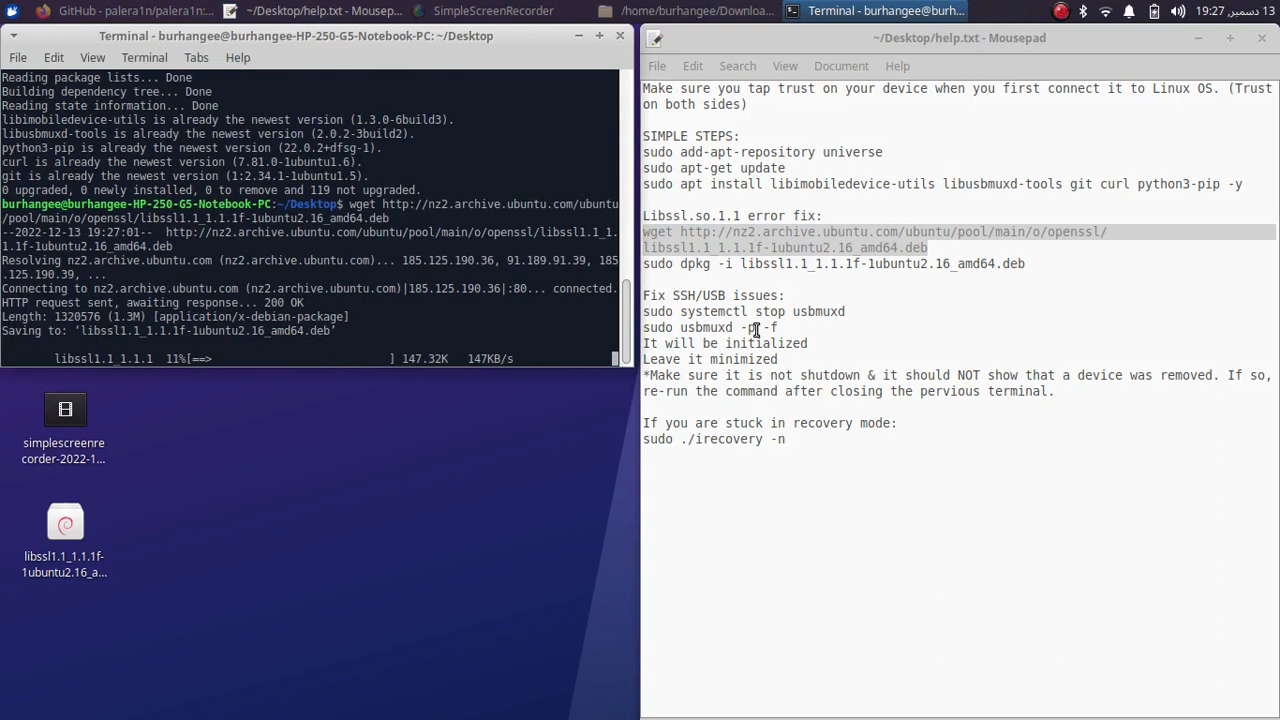 GitHub - palera1n/palera1n:...
~/Desktop/help.txt - Mousep...
SimpleScreenRecorder
/home/burhangee/Downloa...
Terminal - burhangee@burh...
19:27 ,دسمبر 13
Terminal - burhangee@burhangee-HP-250-G5-Notebook-PC: ~/Desktop
File Edit View Terminal Tabs Help
Reading package lists... Done
Building dependency tree... Done
Reading state information... Done
libimobiledevice-utils is already the newest version (1.3.0-6build3).
libusbmuxd-tools is already the newest version (2.0.2-3build2).
python3-pip is already the newest version (22.0.2+dfsg-1).
curl is already the newest version (7.81.0-1ubuntu1.6).
git is already the newest version (1:2.34.1-1ubuntu1.5).
0 upgraded, 0 newly installed, 0 to remove and 119 not upgraded.
burhangee@burhangee-HP-250-G5-Notebook-PC:~/Desktop$ wget http://nz2.archive.ubuntu.com/ubuntu
/pool/main/o/openssl/libssl1.1_1.1.1f-1ubuntu2.16_amd64.deb
--2022-12-13 19:27:01-- http://nz2.archive.ubuntu.com/ubuntu/pool/main/o/openssl/libssl1.1_1.
1.1f-1ubuntu2.16_amd64.deb
Resolving nz2.archive.ubuntu.com (nz2.archive.ubuntu.com)... 185.125.190.36, 91.189.91.39, 185
.125.190.39, ...
Connecting to nz2.archive.ubuntu.com (nz2.archive.ubuntu.com)|185.125.190.36|:80... connected.
HTTP request sent, awaiting response... 200 OK
Length: 1320576 (1.3M) [application/x-debian-package]
Saving to: ‘libssl1.1_1.1.1f-1ubuntu2.16_amd64.deb’
libssl1.1_1.1.1 11%[==> ] 147.32K 147KB/s
simplescreenre
corder-2022-1...
libssl1.1_1.1.1f-
1ubuntu2.16_a...
~/Desktop/help.txt - Mousepad
File Edit Search View Document Help
Make sure you tap trust on your device when you first connect it to Linux OS. (Trust
on both sides)
SIMPLE STEPS:
sudo add-apt-repository universe
sudo apt-get update
sudo apt install libimobiledevice-utils libusbmuxd-tools git curl python3-pip -y
Libssl.so.1.1 error fix:
wget http://nz2.archive.ubuntu.com/ubuntu/pool/main/o/openssl/
libssl1.1_1.1.1f-1ubuntu2.16_amd64.deb
sudo dpkg -i libssl1.1_1.1.1f-1ubuntu2.16_amd64.deb
Fix SSH/USB issues:
sudo systemctl stop usbmuxd
sudo usbmuxd -p -f
It will be initialized
Leave it minimized
*Make sure it is not shutdown & it should NOT show that a device was removed. If so,
re-run the command after closing the pervious terminal.
If you are stuck in recovery mode:
sudo ./irecovery -n